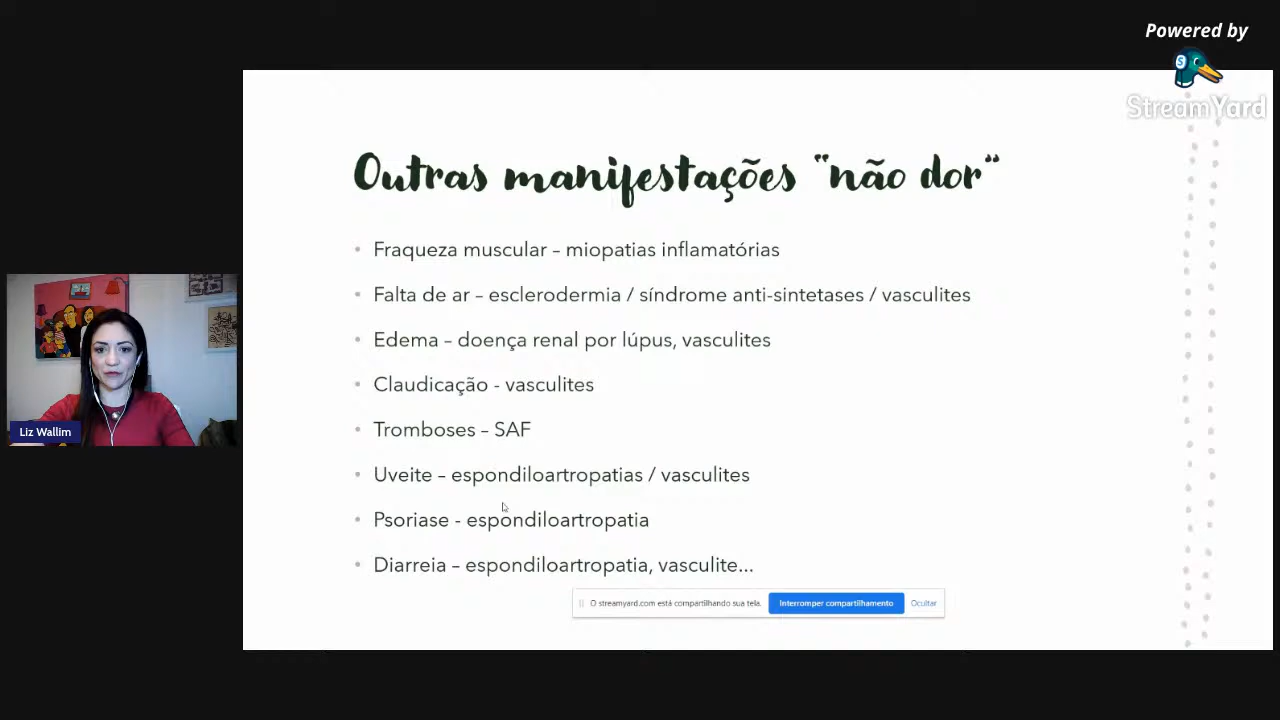 Powered by
StreamYard
Outras manifestações "não dor"
• Fraqueza muscular – miopatias inflamatórias
• Falta de ar – esclerodermia / síndrome anti-sintetases / vasculites
• Edema – doença renal por lúpus, vasculites
• Claudicação - vasculites
• Tromboses – SAF
• Uveite – espondiloartropatias / vasculites
• Psoriase - espondiloartropatia
• Diarreia – espondiloartropatia, vasculite...
Liz Wallim
O streamyard.com está compartilhando sua tela. Interromper compartilhamento Ocultar